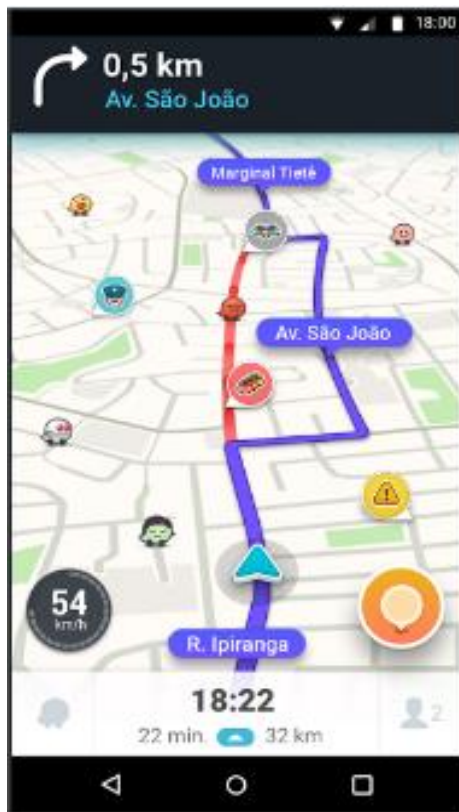 18:00
0,5 km
Av. São João
Marginal Tietê
Av. São João
54
km/h
R. Ipiranga
18:22
2
22 min. 32 km